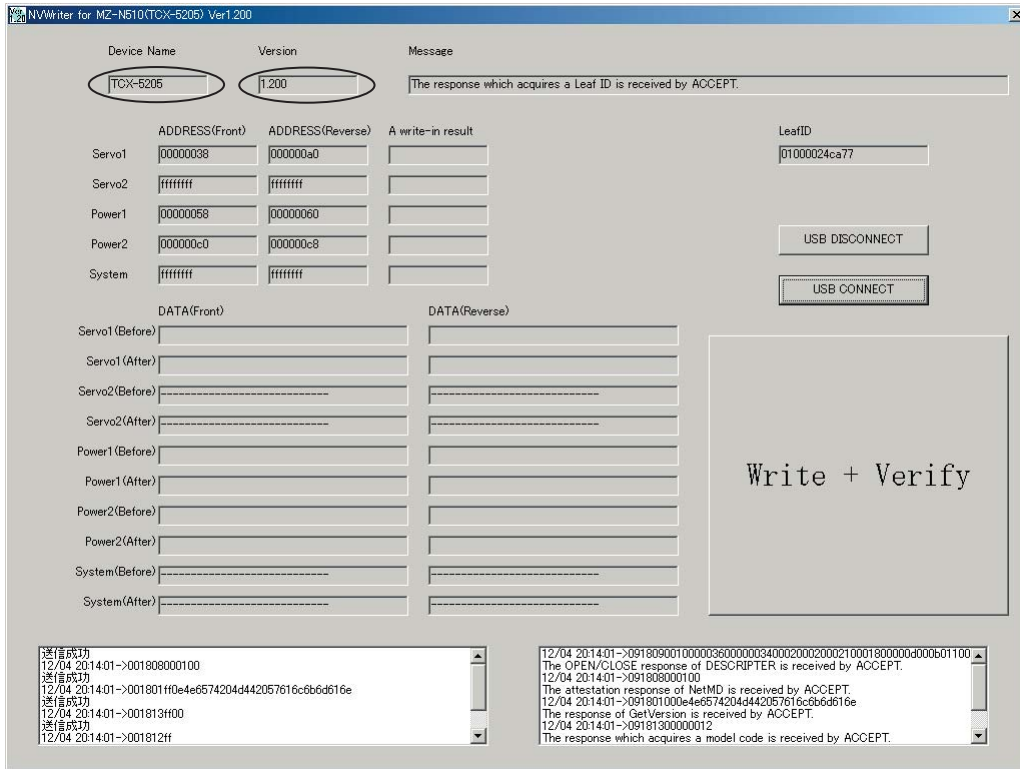 Ver. 1.20 NVWriter for MZ-N510(TCX-5205) Ver1.200
Device Name Version Message
TCX-5205 1.200 The response which acquires a Leaf ID is received by ACCEPT.
ADDRESS(Front) ADDRESS(Reverse) A write-in result LeafID
Servo1 00000038 000000a0 01000024ca77
Servo2 ffffffff ffffffff
Power1 00000058 00000060
USB DISCONNECT
Power2 000000c0 000000c8
System ffffffff ffffffff
USB CONNECT
DATA(Front) DATA(Reverse)
Servo1(Before)
Servo1(After)
Servo2(Before) ---------------------------- ----------------------------
Servo2(After) ---------------------------- ----------------------------
Power1(Before)
Power1(After)
Write + Verify
Power2(Before)
Power2(After)
System(Before) ---------------------------- ----------------------------
System(After) ---------------------------- ----------------------------
送信成功
12/04 20:14:01->001808000100
送信成功
12/04 20:14:01->001801ff0e4e6574204d442057616c6b6d616e
送信成功
12/04 20:14:01->001813ff00
送信成功
12/04 20:14:01->001812ff
12/04 20:14:01->09180900100000360000000340002000200021000180000​0d000b01100
The OPEN/CLOSE response of DESCRIPTER is received by ACCEPT.
12/04 20:14:01->091808000100
The attestation response of NetMD is received by ACCEPT.
12/04 20:14:01->091801000e4e6574204d442057616c6b6d616e
The response of GetVersion is received by ACCEPT.
12/04 20:14:01->09181300000012
The response which acquires a model code is received by ACCEPT.